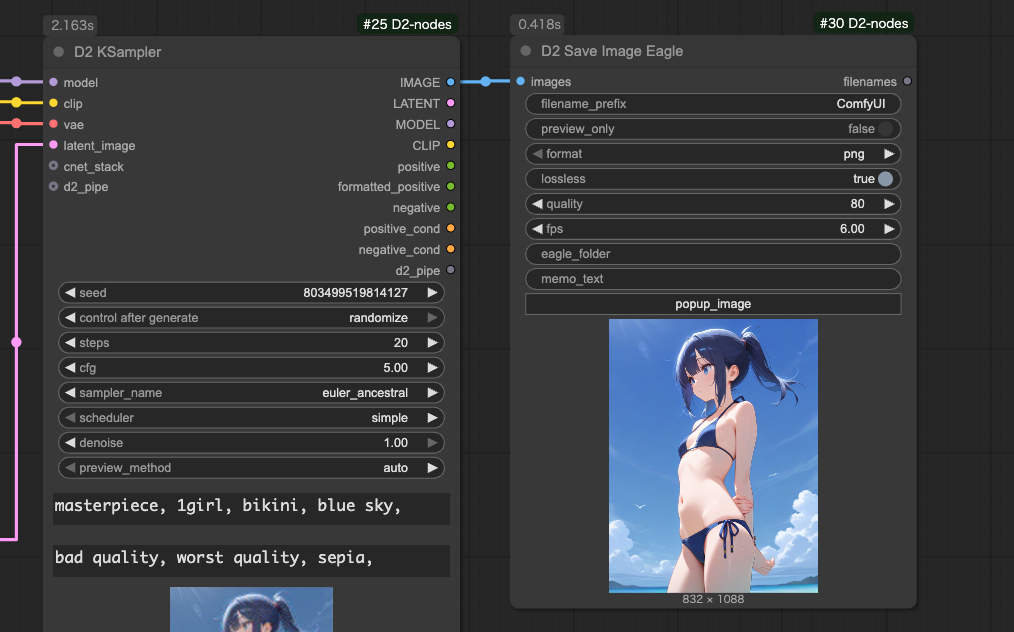 2.163s
#25 D2-nodes
D2 KSampler
model
IMAGE
clip
LATENT
vae
MODEL
latent_image
CLIP
cnet_stack
positive
d2_pipe
formatted_positive
negative
positive_cond
negative_cond
d2_pipe
seed 803499519814127
control after generate randomize
steps 20
cfg 5.00
sampler_name euler_ancestral
scheduler simple
denoise 1.00
preview_method auto
masterpiece, 1girl, bikini, blue sky,
bad quality, worst quality, sepia,
0.418s
#30 D2-nodes
D2 Save Image Eagle
images
filenames
filename_prefix ComfyUI
preview_only false
format png
lossless true
quality 80
fps 6.00
eagle_folder
memo_text
popup_image
832 × 1088